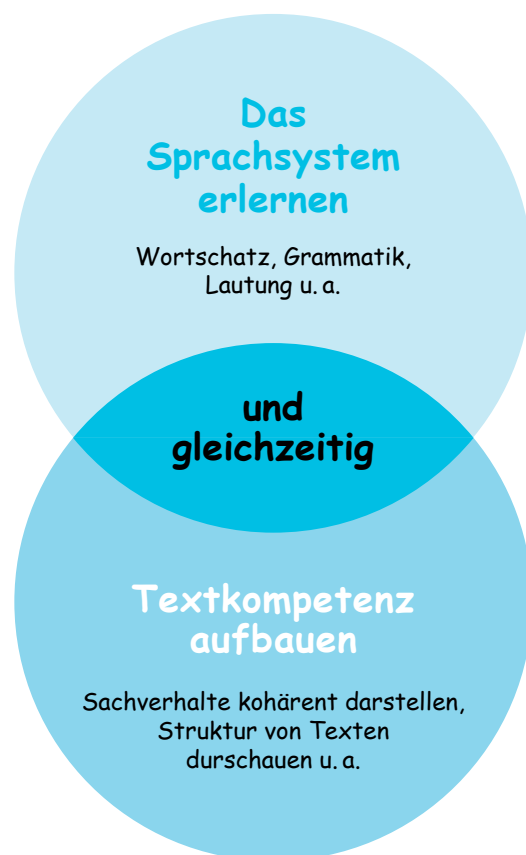 Das
Sprachsystem
erlernen
Wortschatz, Grammatik,
Lautung u. a.
und
gleichzeitig
Textkompetenz
aufbauen
Sachverhalte kohärent darstellen,
Struktur von Texten
durschauen u. a.